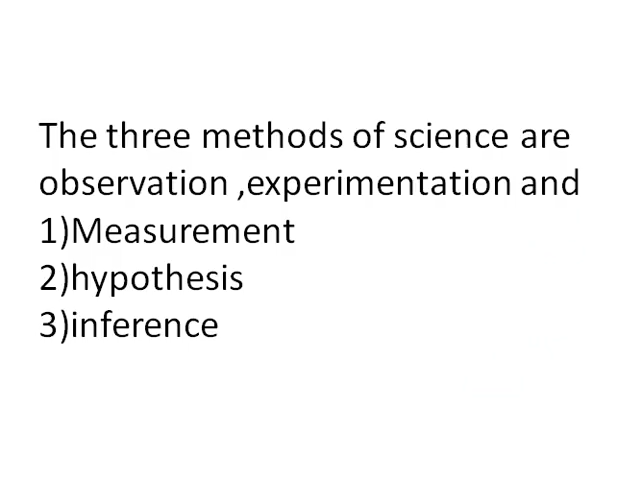 The three methods of science are
observation ,experimentation and
1)Measurement
2)hypothesis
3)inference